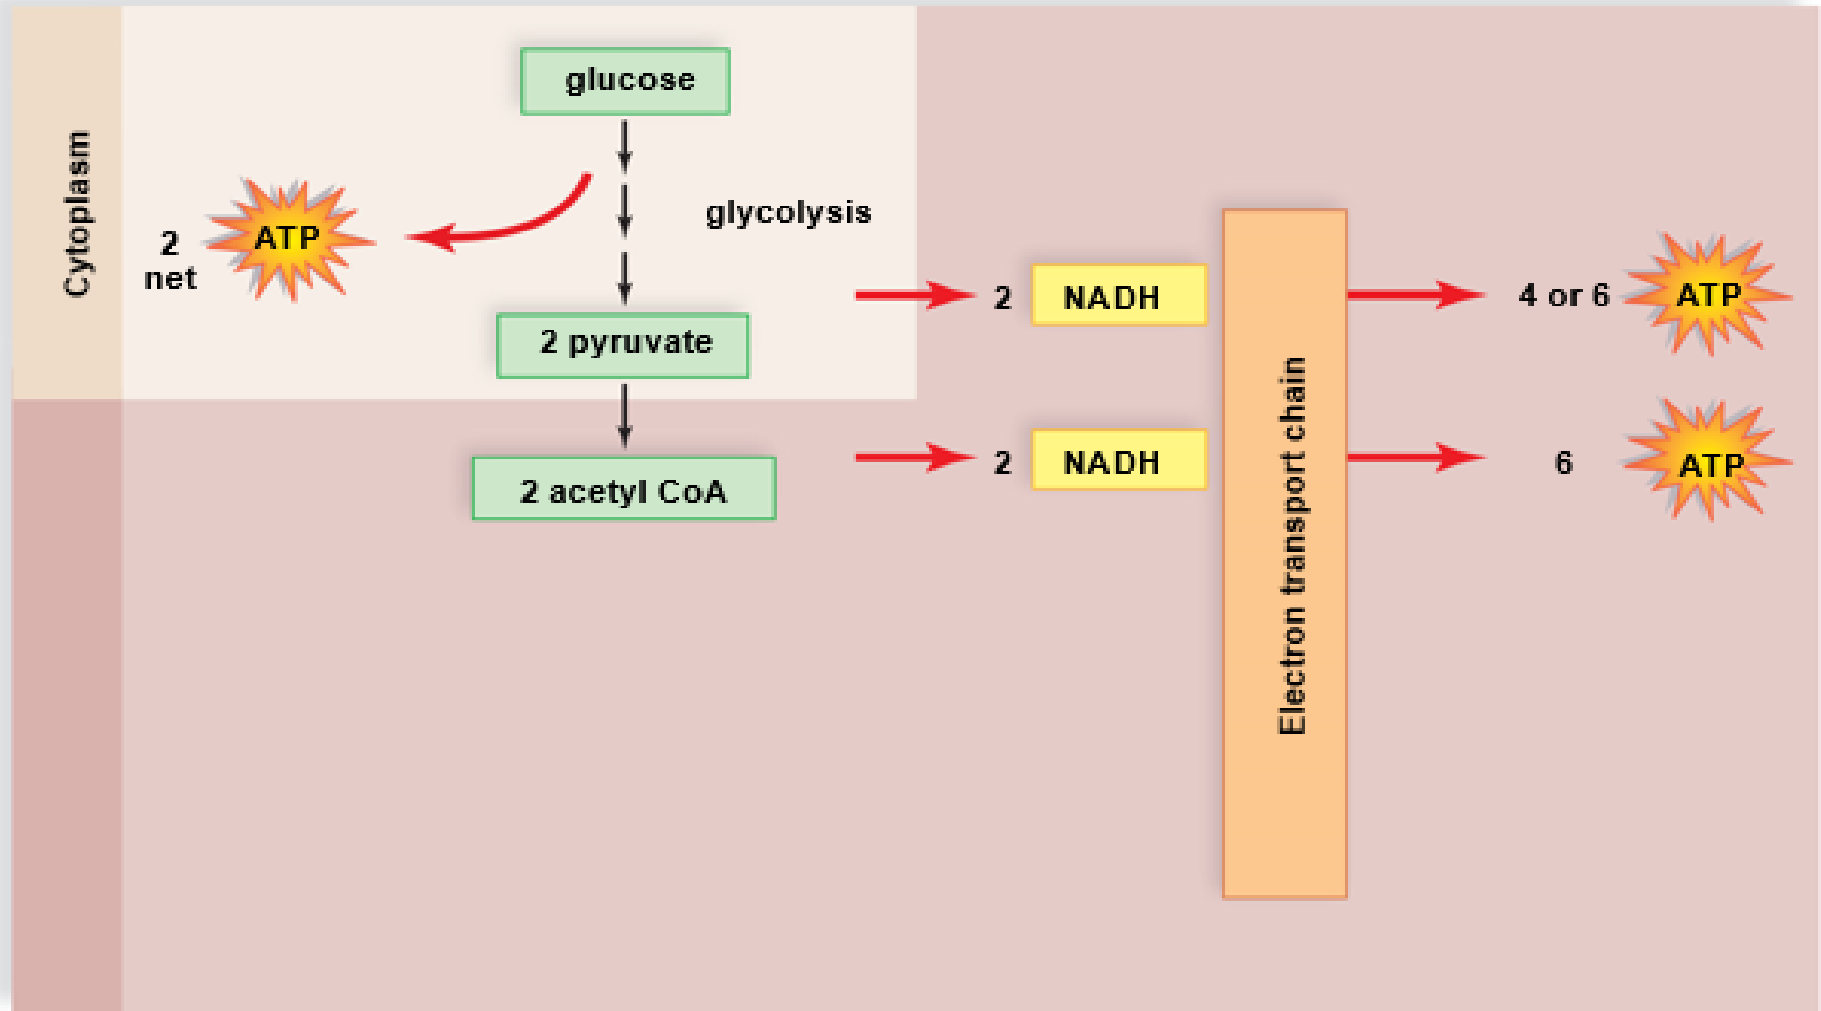 glucose
Cytoplasm
2
net
ATP
glycolysis
2
NADH
4 or 6
ATP
2 pyruvate
2 acetyl CoA
2
NADH
6
ATP
Electron transport chain